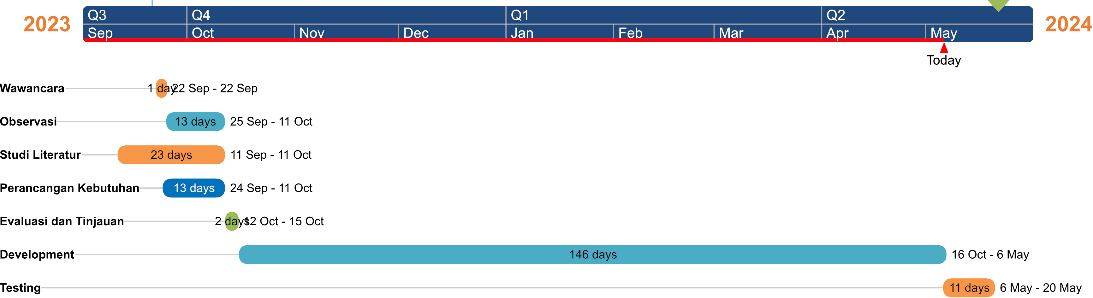 2023
Q3 Q4 Q1 Q2
Sep Oct Nov Dec Jan Feb Mar Apr May
2024
Today
Wawancara 1 day 22 Sep - 22 Sep
Observasi 13 days 25 Sep - 11 Oct
Studi Literatur 23 days 11 Sep - 11 Oct
Perancangan Kebutuhan 13 days 24 Sep - 11 Oct
Evaluasi dan Tinjauan 2 days 12 Oct - 15 Oct
Development 146 days 16 Oct - 6 May
Testing 11 days 6 May - 20 May